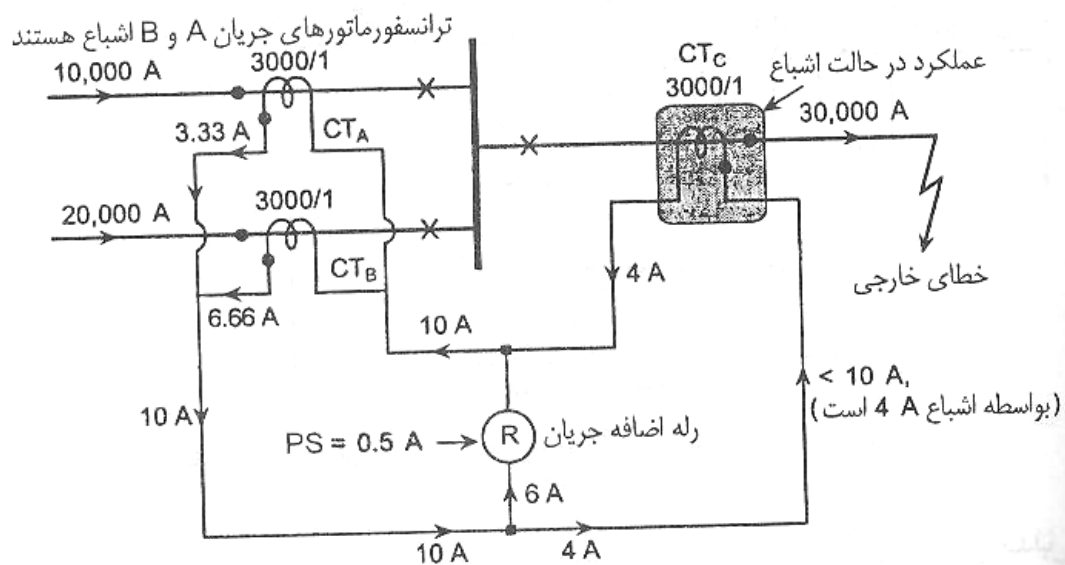 ترانسفورماتورهای جریان A و B اشباع هستند
10,000 A
3000/1
CTC
3000/1
عملکرد در حالت اشباع
30,000 A
3.33 A
CTA
20,000 A
3000/1
CTB
6.66 A
4 A
خطای خارجی
10 A
10 A
< 10 A,
(بواسطه اشباع 4 A است)
PS = 0.5 A
R
رله اضافه جریان
6 A
10 A
4 A